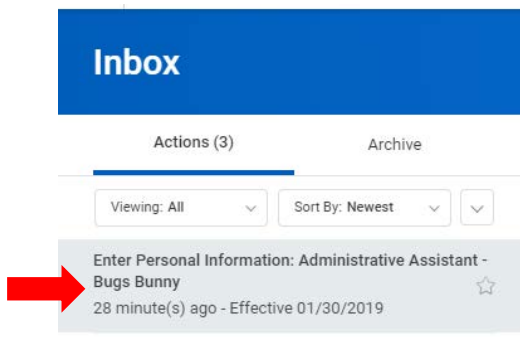 Inbox
Actions (3)
Archive
Viewing: All
Sort By: Newest
Enter Personal Information: Administrative Assistant -
Bugs Bunny
28 minute(s) ago - Effective 01/30/2019